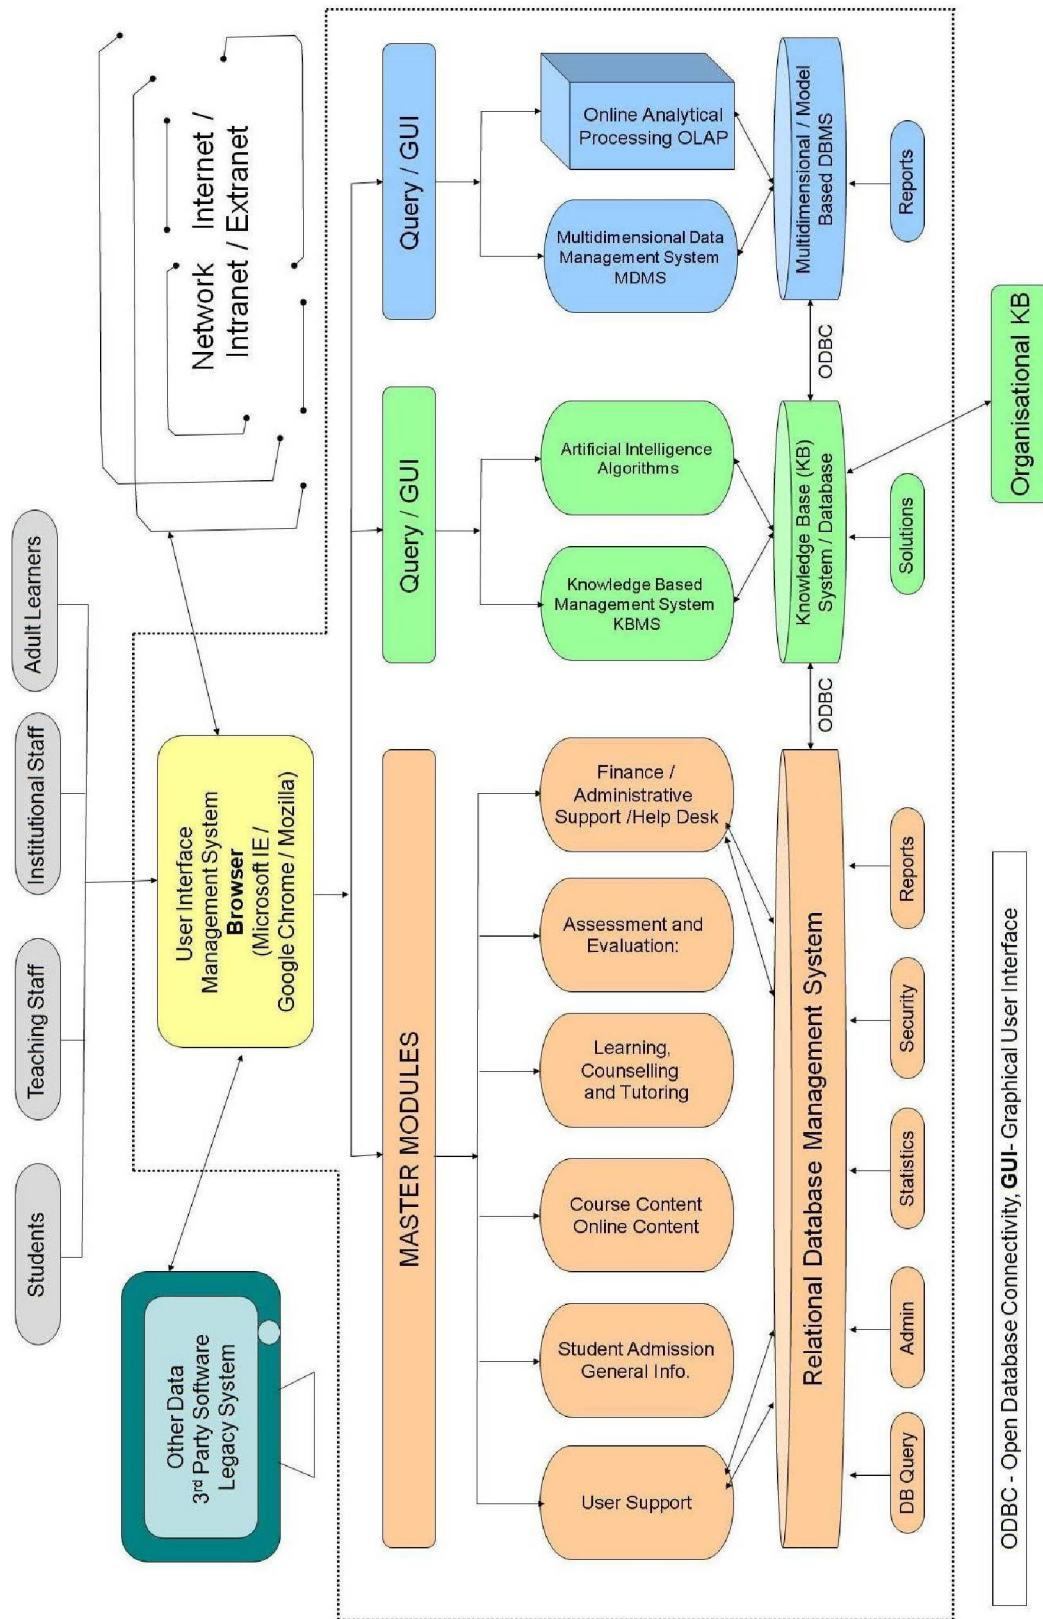 Students
Teaching Staff
Institutional Staff
Adult Learners
Other Data
3rd Party Software
Legacy System
User Interface
Management System
Browser
(Microsoft IE /
Google Chrome / Mozilla)
Network Internet /
Intranet / Extranet
MASTER MODULES
Query / GUI
Query / GUI
User Support
Student Admission
General Info.
Course Content
Online Content
Learning,
Counselling
and Tutoring
Assessment and
Evaluation:
Finance /
Administrative
Support /Help Desk
Knowledge Based
Management System
KBMS
Artificial Intelligence
Algorithms
Multidimensional Data
Management System
MDMS
Online Analytical
Processing OLAP
Relational Database Management System
ODBC
Knowledge Base (KB)
System / Database
ODBC
Multidimensional / Model
Based DBMS
DB Query
Admin
Statistics
Security
Reports
Solutions
Reports
Organisational KB
ODBC - Open Database Connectivity, GUI- Graphical User Interface